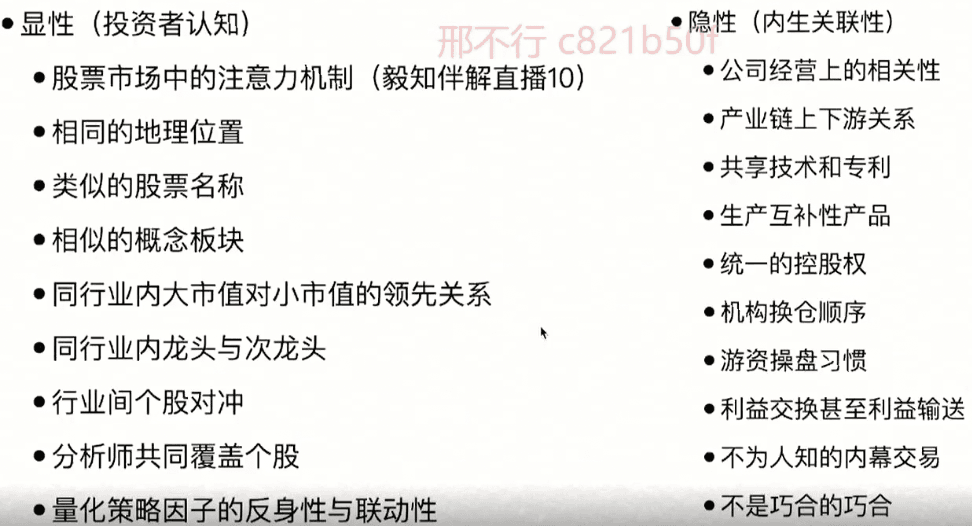 • 显性（投资者认知）
• 股票市场中的注意力机制（毅知伴解直播10）
• 相同的地理位置
• 类似的股票名称
• 相似的概念板块
• 同行业内大市值对小市值的领先关系
• 同行业内龙头与次龙头
• 行业间个股对冲
• 分析师共同覆盖个股
• 量化策略因子的反身性与联动性
邢不行 c821b50f
• 隐性（内生关联性）
• 公司经营上的相关性
• 产业链上下游关系
• 共享技术和专利
• 生产互补性产品
• 统一的控股权
• 机构换仓顺序
• 游资操盘习惯
• 利益交换甚至利益输送
• 不为人知的内幕交易
• 不是巧合的巧合